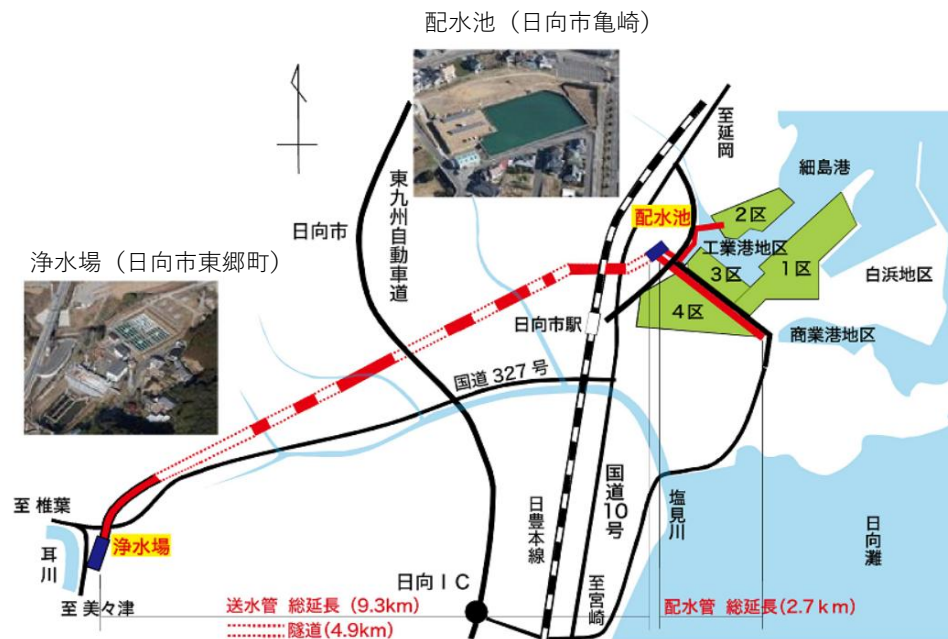 配水池（日向市亀崎）
至延岡
細島港
東九州自動車道
日向市
配水池
2区
工業港地区
3区
1区
白浜地区
浄水場（日向市東郷町）
4区
日向市駅
商業港地区
国道327号
至 椎葉
浄水場
耳川
至 美々津
日豊本線
国道10号
塩見川
日向灘
日向IC
至宮崎
送水管 総延長（9.3km）
隧道(4.9km)
配水管 総延長(2.7km)